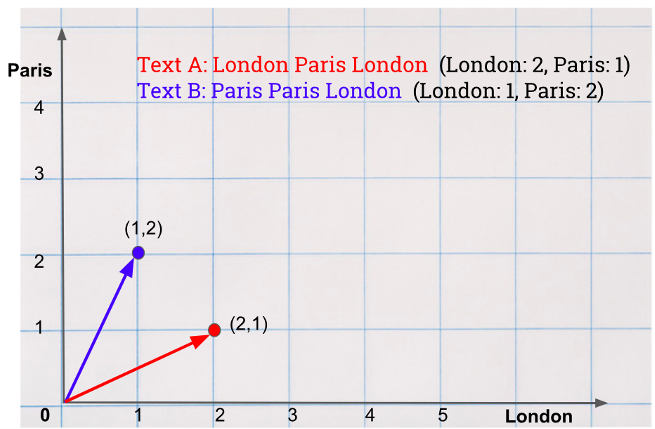 Paris
Text A: London Paris London (London: 2, Paris: 1)
Text B: Paris Paris London (London: 1, Paris: 2)
4
3
(1,2)
2
1
(2,1)
0 1 2 3 4 5 London